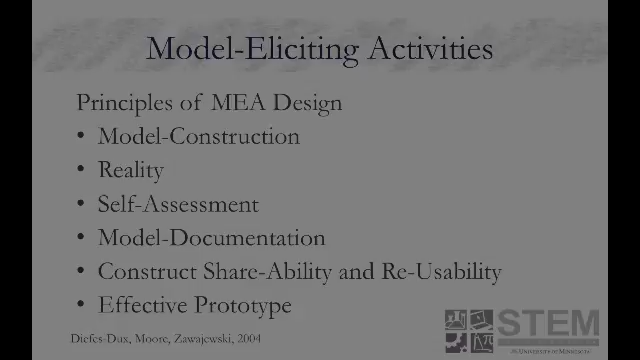 Model-Eliciting Activities
Principles of MEA Design
• Model-Construction
• Reality
• Self-Assessment
• Model-Documentation
• Construct Share-Ability and Re-Usability
• Effective Prototype
Diefes-Dux, Moore, Zawajewski, 2004
STEM